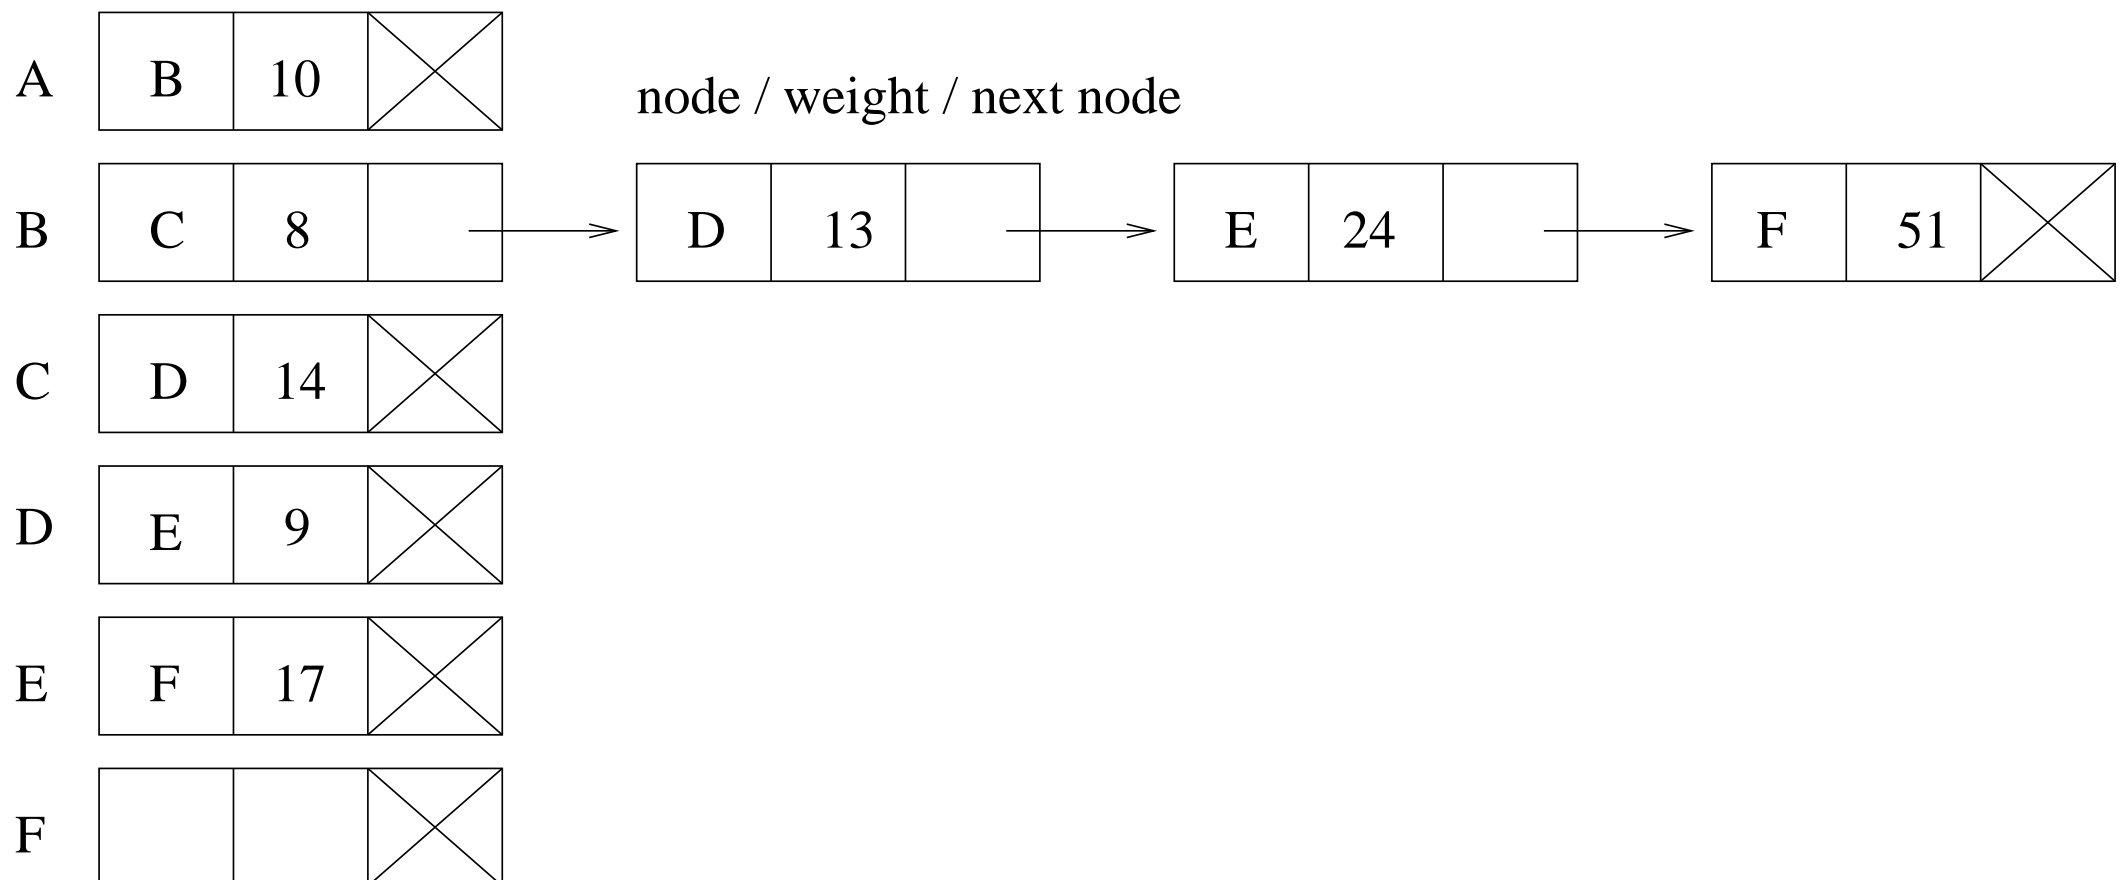 A B 10
node / weight / next node
B C 8 D 13 E 24 F 51
C D 14
D E 9
E F 17
F